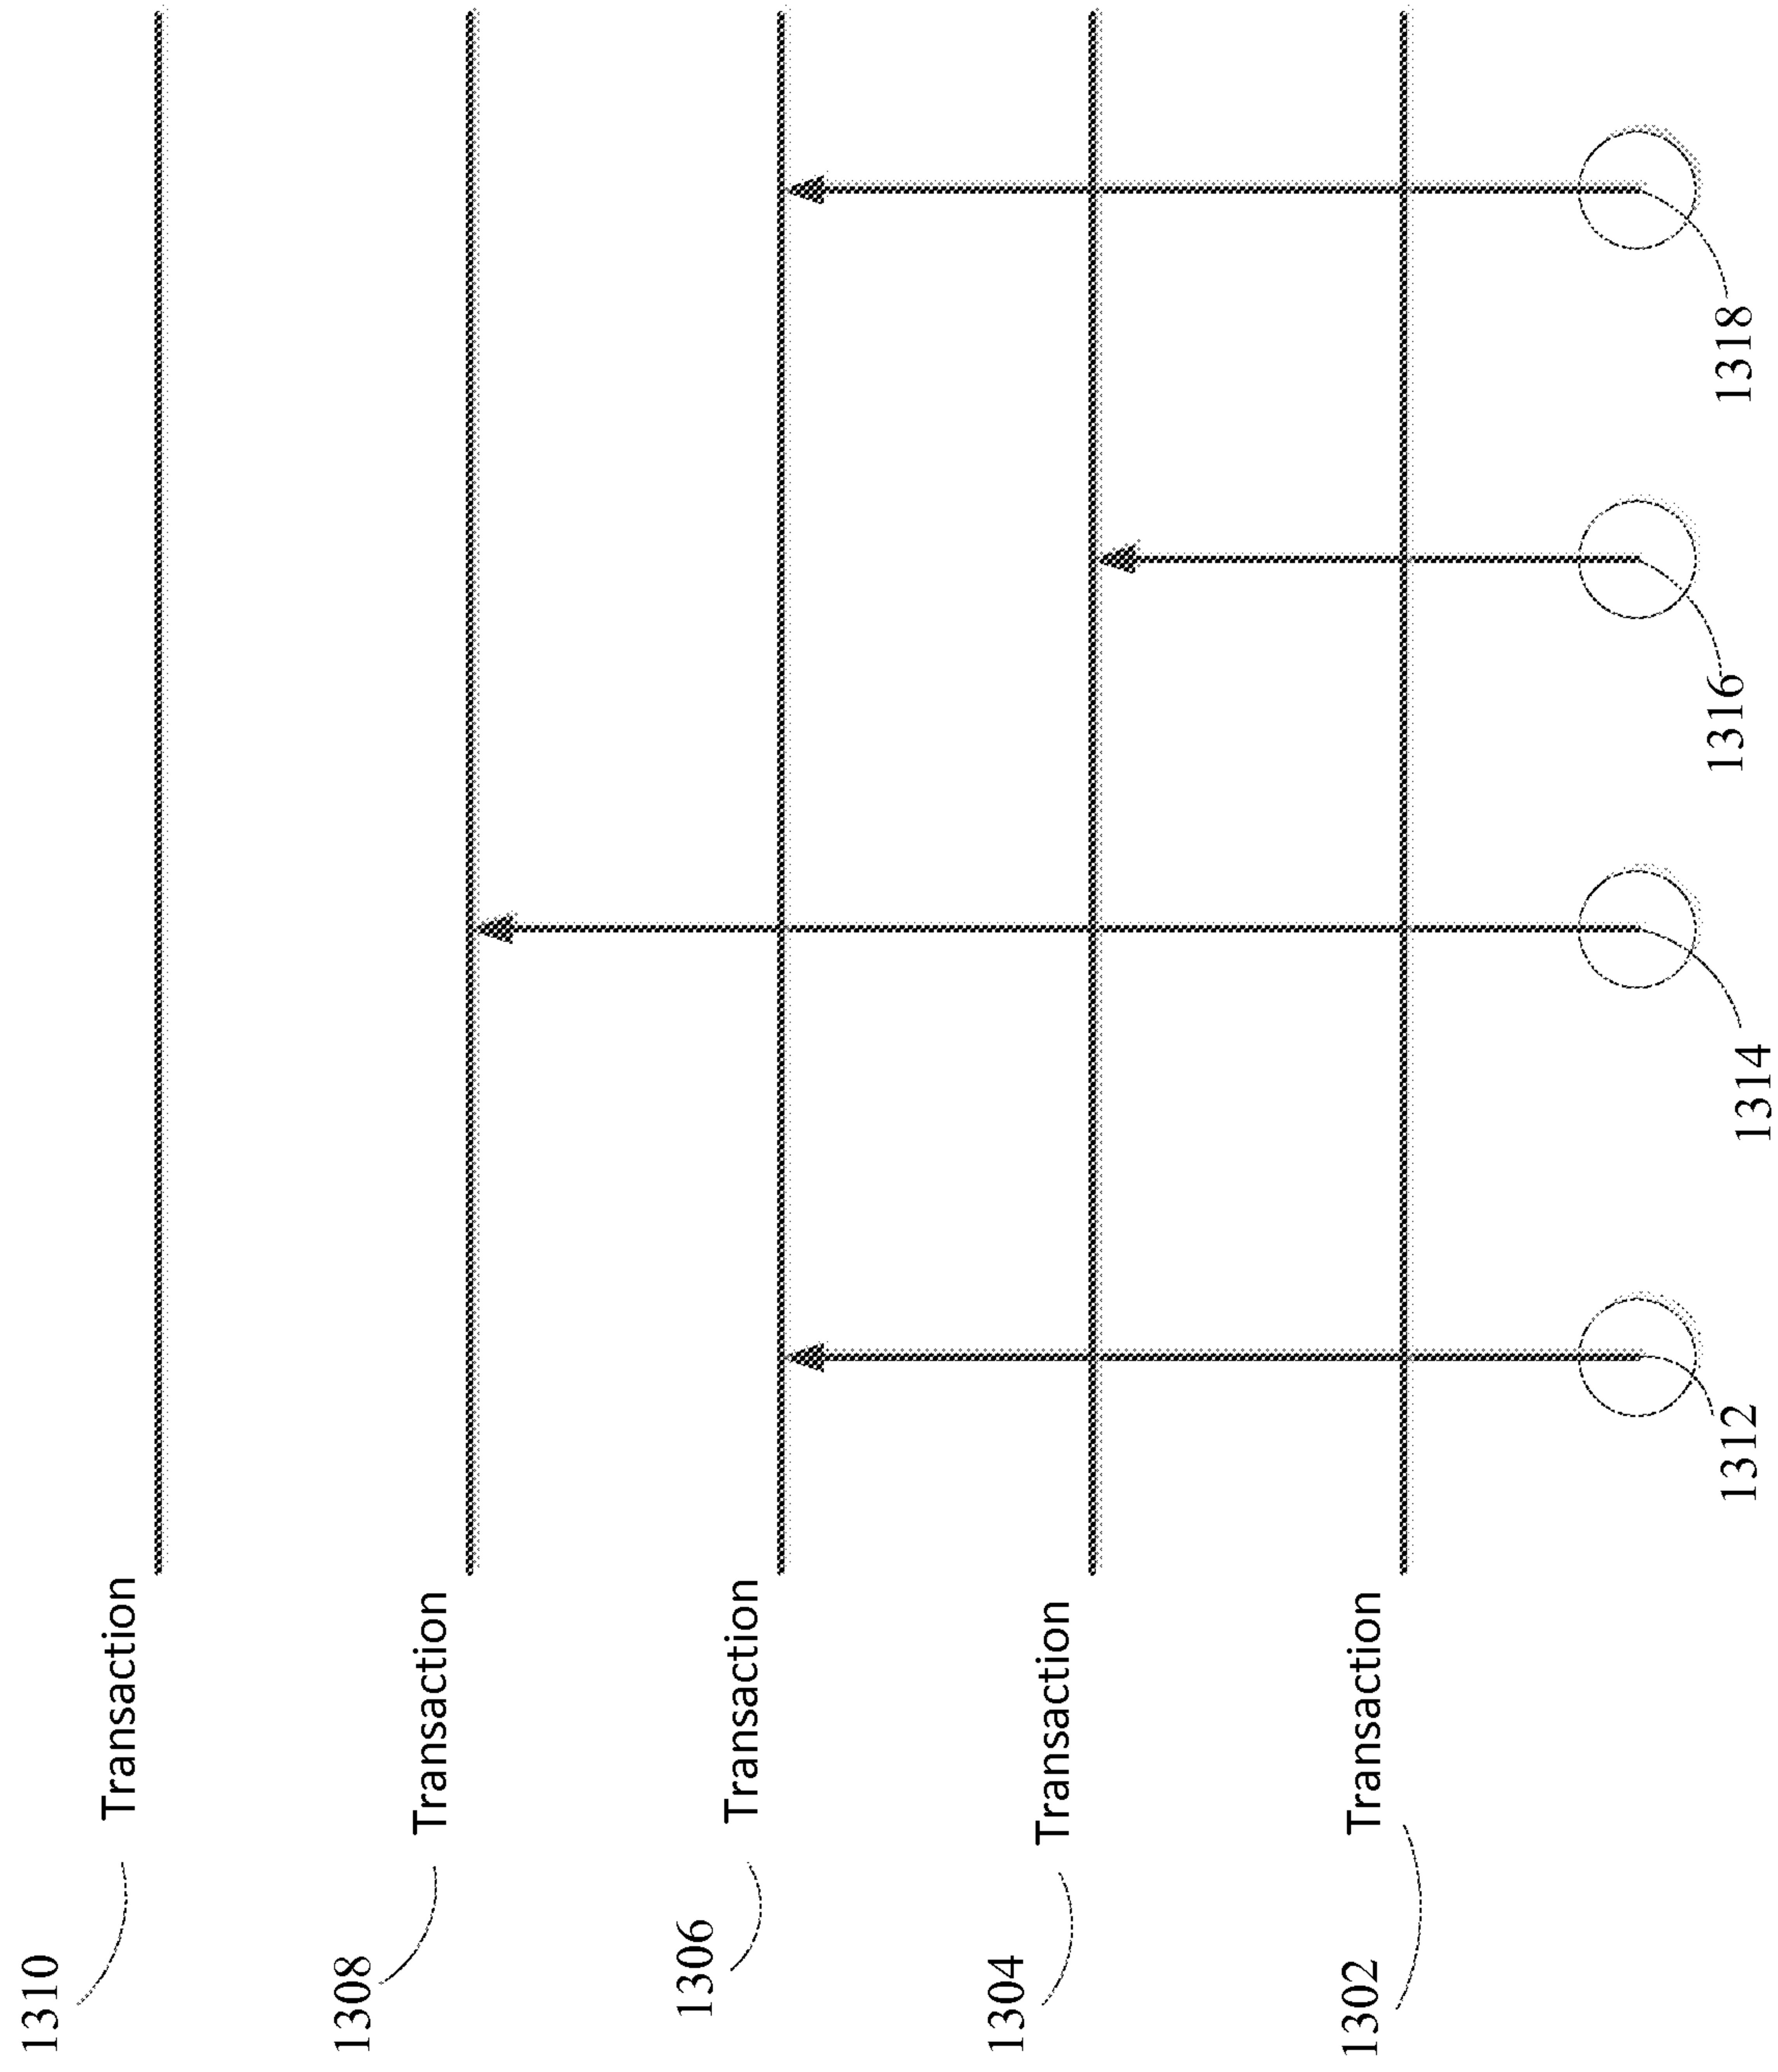 1310 Transaction
1308 Transaction
1306 Transaction
1304 Transaction
1302 Transaction
1312
1314
1316
1318